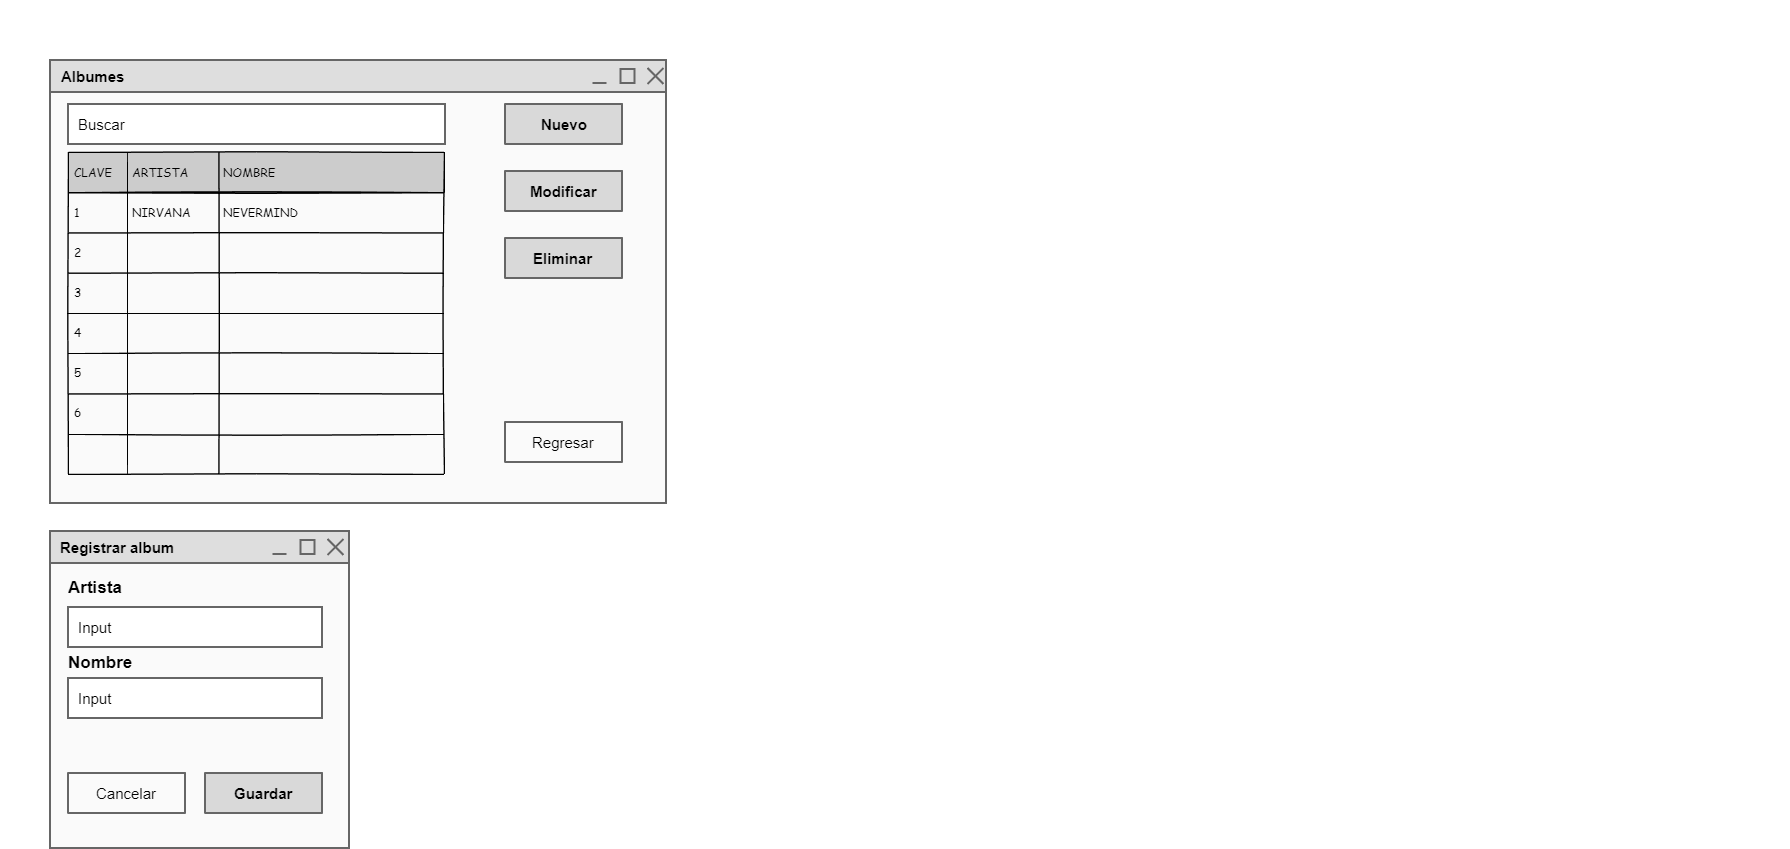 Albumes
Buscar
Nuevo
CLAVE ARTISTA NOMBRE
Modificar
1 NIRVANA NEVERMIND
2
Eliminar
3
4
5
6
Regresar
Registrar album
Artista
Input
Nombre
Input
Cancelar Guardar